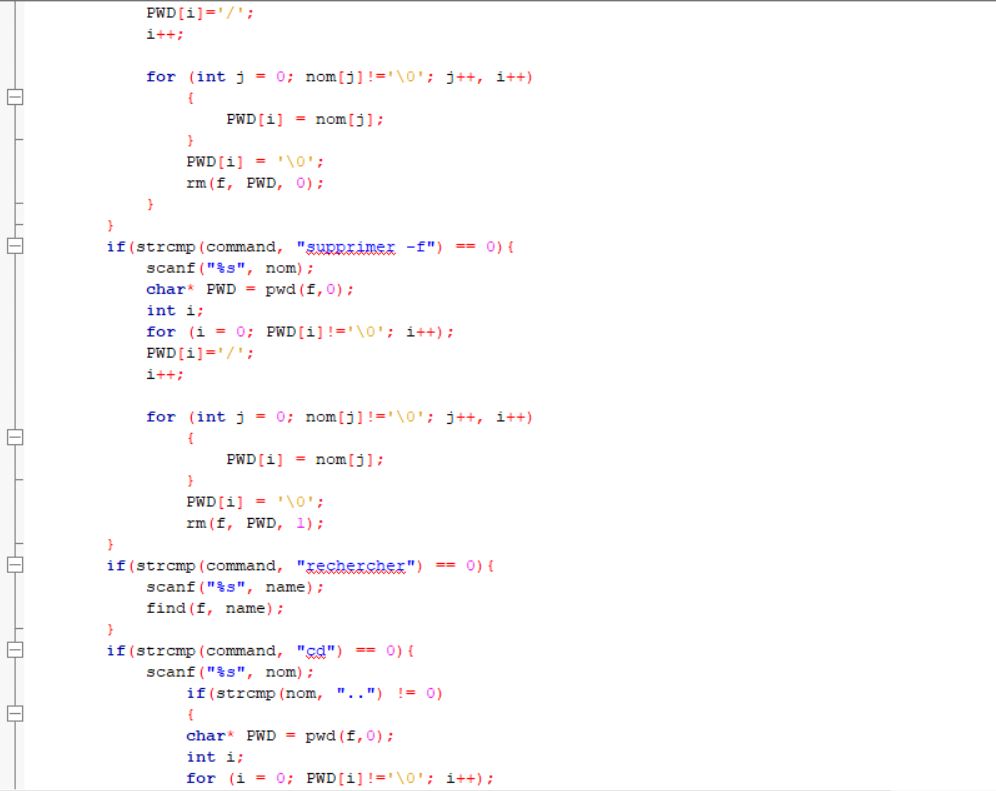 PWD[i]='/';
i++;
for (int j = 0; nom[j]!='\0'; j++, i++)
{
PWD[i] = nom[j];
}
PWD[i] = '\0';
rm(f, PWD, 0);
}
}
if(strcmp(command, "supprimer -f") == 0){
scanf("%s", nom);
char* PWD = pwd(f,0);
int i;
for (i = 0; PWD[i]!='\0'; i++);
PWD[i]='/';
i++;
for (int j = 0; nom[j]!='\0'; j++, i++)
{
PWD[i] = nom[j];
}
PWD[i] = '\0';
rm(f, PWD, 1);
}
if(strcmp(command, "rechercher") == 0){
scanf("%s", name);
find(f, name);
}
if(strcmp(command, "cd") == 0){
scanf("%s", nom);
if(strcmp(nom, "..") != 0)
{
char* PWD = pwd(f,0);
int i;
for (i = 0; PWD[i]!='\0'; i++);